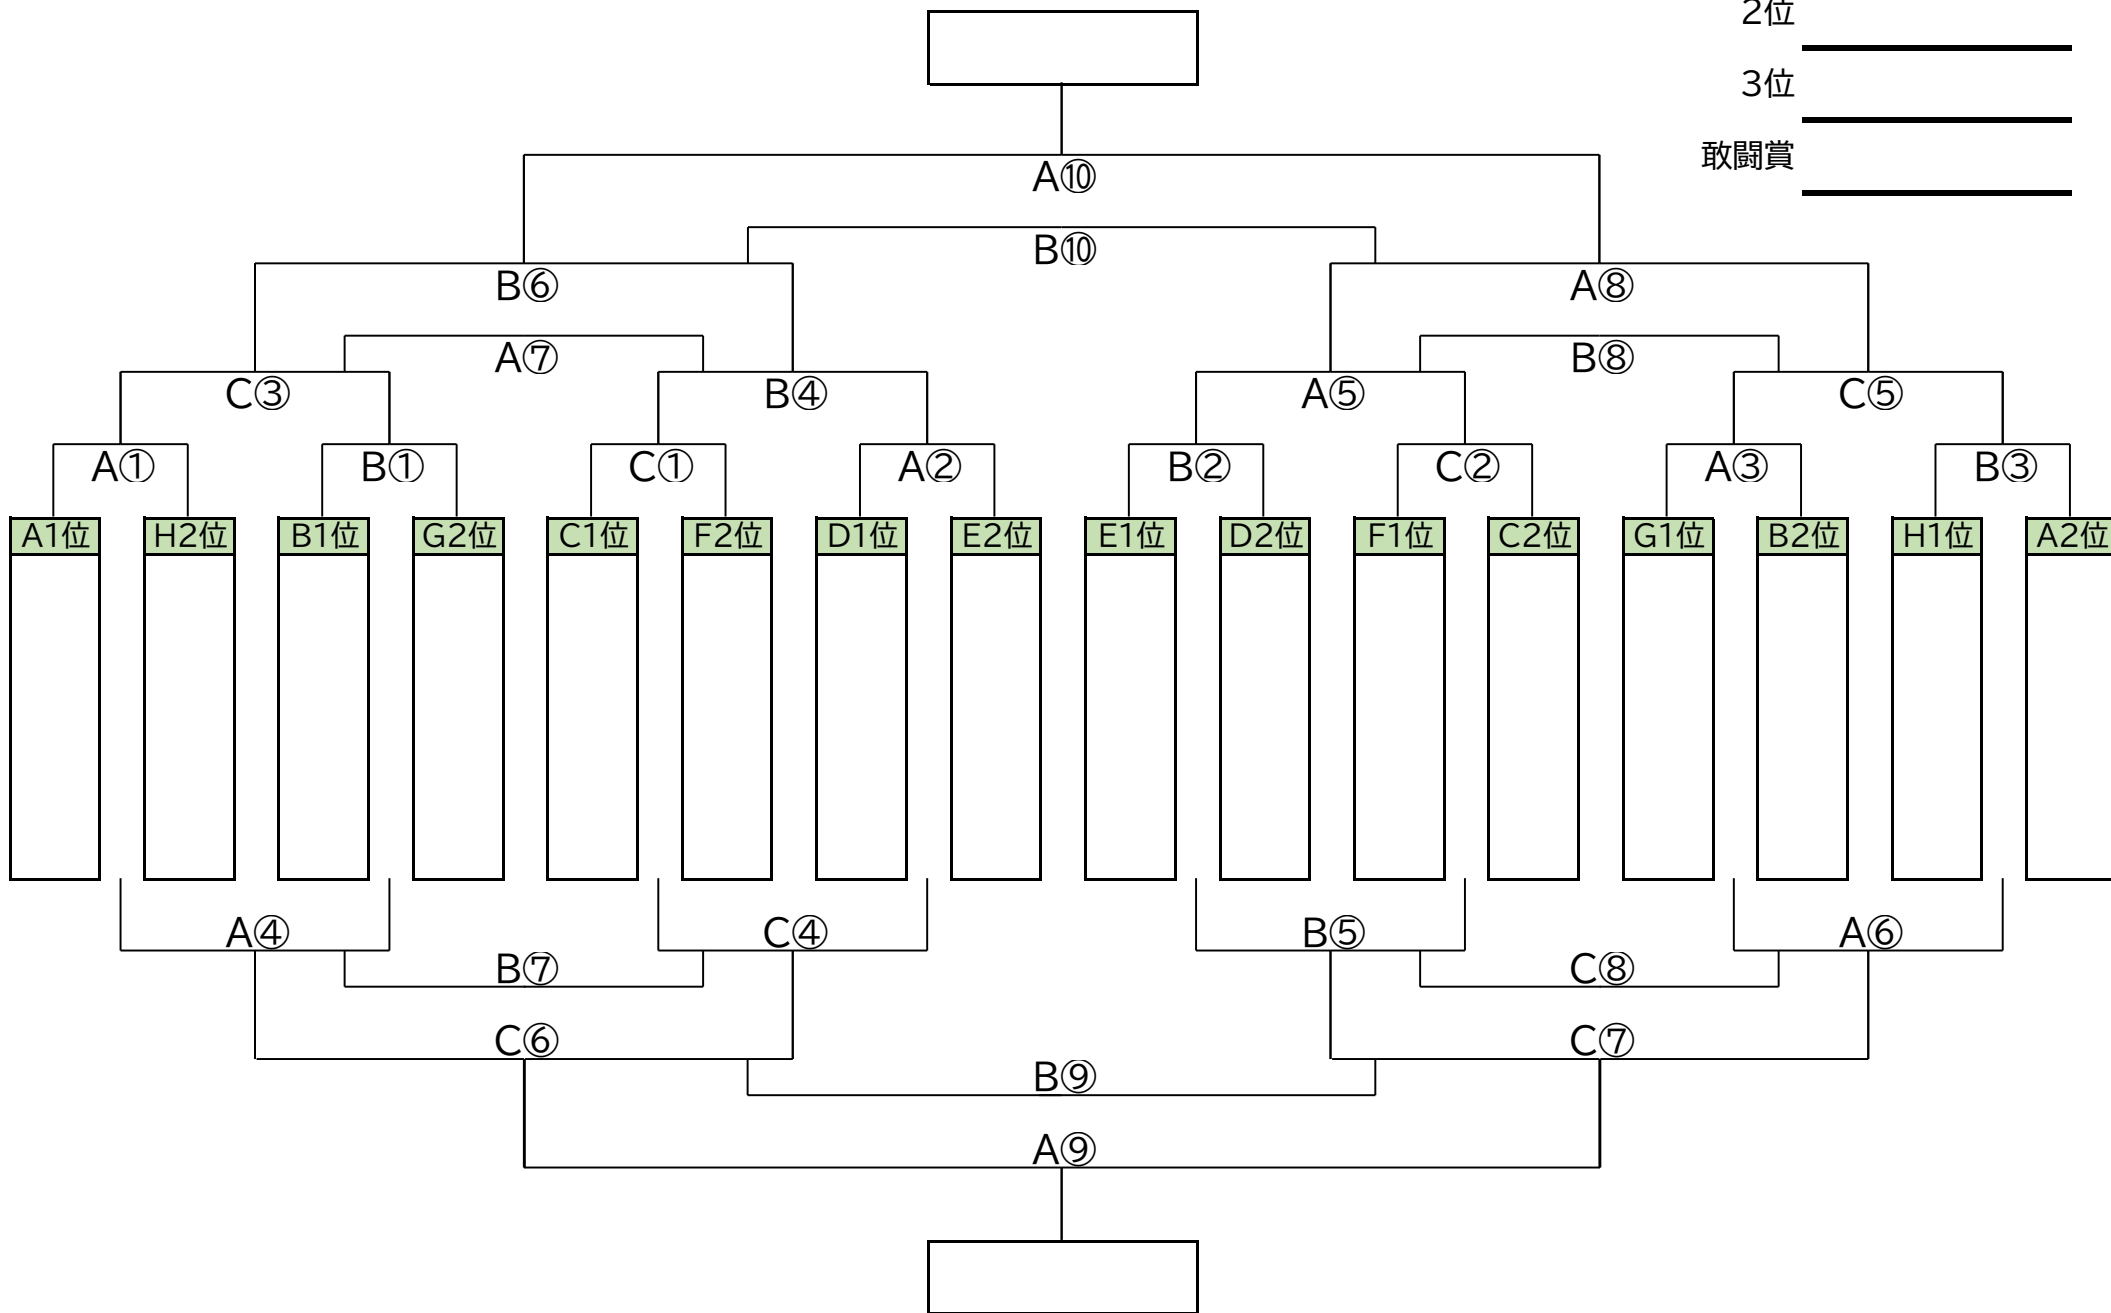 2位
3位
敢闘賞
A⑩
B⑩
B⑥
A⑧
A⑦
B⑧
C③
B④
A⑤
C⑤
A①
B①
C①
A②
B②
C②
A③
B③
A1位
H2位
B1位
G2位
C1位
F2位
D1位
E2位
E1位
D2位
F1位
C2位
G1位
B2位
H1位
A2位
A④
C④
B⑤
A⑥
B⑦
C⑧
C⑥
C⑦
B⑨
A⑨